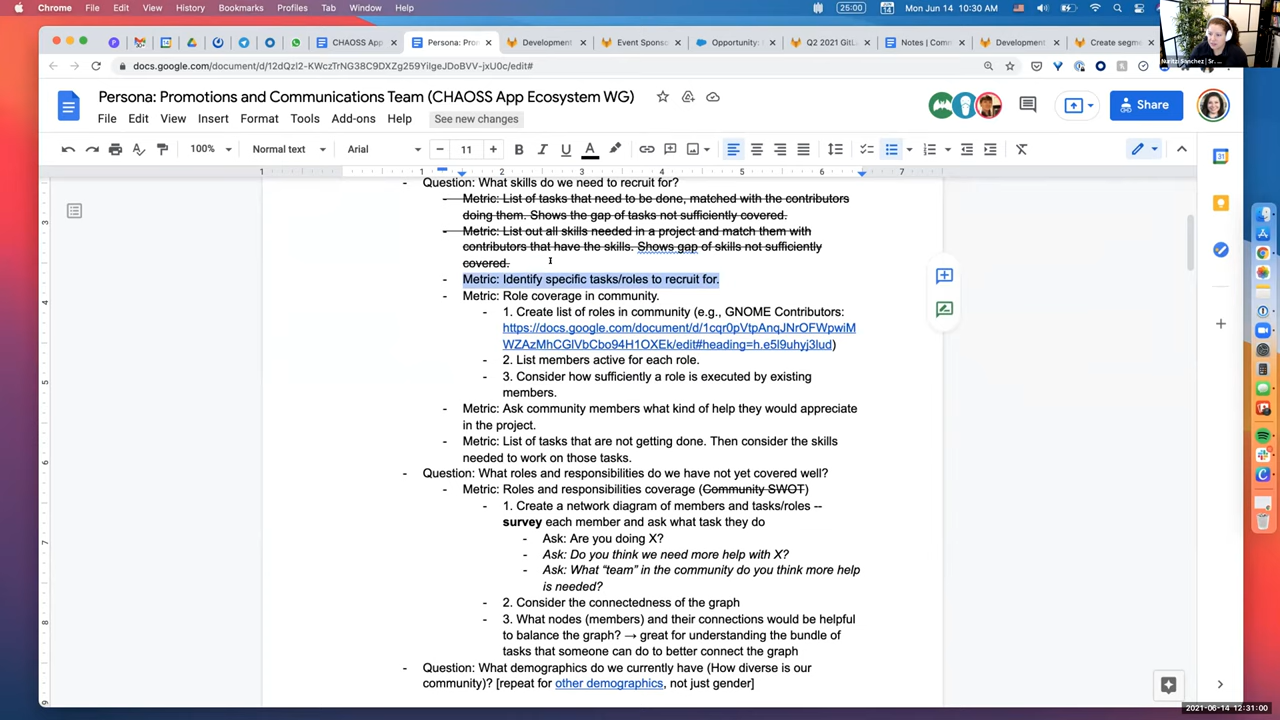 Chrome File Edit View History Bookmarks Profiles Tab Window Help 25:00 Mon Jun 14 10:30 AM
CHAOSS App Persona: Pro Development Event Spons Opportunity: Q2 2021 GitL Notes | Comm Development Create segm
docs.google.com/document/d/12dQzl2-KWczTrNG38C9DXZg259YilgeJDoBVV-jxU0c/edit#
Persona: Promotions and Communications Team (CHAOSS App Ecosystem WG)
File Edit View Insert Format Tools Add-ons Help See new changes
Share
100% Normal text Arial 11
1 1 2 3 4 5 6 7
Question: What skills do we need to recruit for?
- Metric: List of tasks that need to be done, matched with the contributors
doing them. Shows the gap of tasks not sufficiently covered.
- Metric: List out all skills needed in a project and match them with
contributors that have the skills. Shows gap of skills not sufficiently
covered.
- Metric: Identify specific tasks/roles to recruit for.
- Metric: Role coverage in community.
- 1. Create list of roles in community (e.g., GNOME Contributors:
https://docs.google.com/document/d/1cqr0pVtpAnqJNrOFWpwiM
WZAzMhCGlVbCbo94H1OXEk/edit#heading=h.e5l9uhyj3lud)
- 2. List members active for each role.
- 3. Consider how sufficiently a role is executed by existing
members.
- Metric: Ask community members what kind of help they would appreciate
in the project.
- Metric: List of tasks that are not getting done. Then consider the skills
needed to work on those tasks.
- Question: What roles and responsibilities do we have not yet covered well?
- Metric: Roles and responsibilities coverage (Community SWOT)
- 1. Create a network diagram of members and tasks/roles --
survey each member and ask what task they do
- Ask: Are you doing X?
- Ask: Do you think we need more help with X?
- Ask: What "team" in the community do you think more help
is needed?
- 2. Consider the connectedness of the graph
- 3. What nodes (members) and their connections would be helpful
to balance the graph? → great for understanding the bundle of
tasks that someone can do to better connect the graph
- Question: What demographics do we currently have (How diverse is our
community)? [repeat for other demographics, not just gender]
2021-06-14 12:31:00